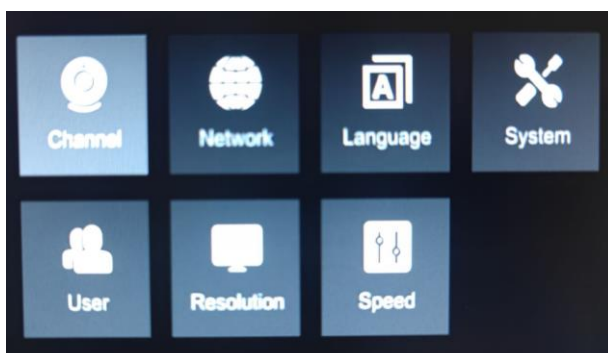 Channel
Network
A
Language
System
User
Resolution
Speed